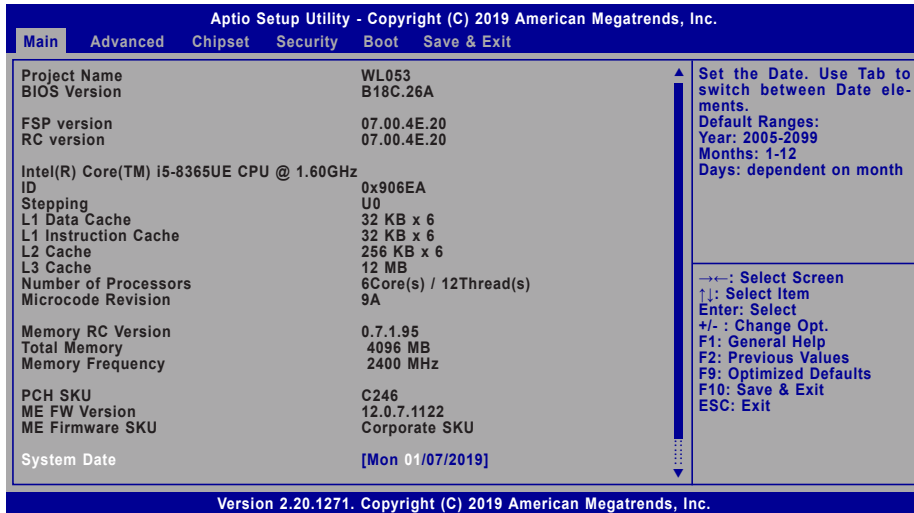 Aptio Setup Utility - Copyright (C) 2019 American Megatrends, Inc.
Main Advanced Chipset Security Boot Save & Exit
Project Name WL053
BIOS Version B18C.26A
FSP version 07.00.4E.20
RC version 07.00.4E.20
Intel(R) Core(TM) i5-8365UE CPU @ 1.60GHz
ID 0x906EA
Stepping U0
L1 Data Cache 32 KB x 6
L1 Instruction Cache 32 KB x 6
L2 Cache 256 KB x 6
L3 Cache 12 MB
Number of Processors 6Core(s) / 12Thread(s)
Microcode Revision 9A
Memory RC Version 0.7.1.95
Total Memory 4096 MB
Memory Frequency 2400 MHz
PCH SKU C246
ME FW Version 12.0.7.1122
ME Firmware SKU Corporate SKU
System Date [Mon 01/07/2019]
Set the Date. Use Tab to
switch between Date ele-
ments.
Default Ranges:
Year: 2005-2099
Months: 1-12
Days: dependent on month
→←: Select Screen
↑↓: Select Item
Enter: Select
+/- : Change Opt.
F1: General Help
F2: Previous Values
F9: Optimized Defaults
F10: Save & Exit
ESC: Exit
Version 2.20.1271. Copyright (C) 2019 American Megatrends, Inc.